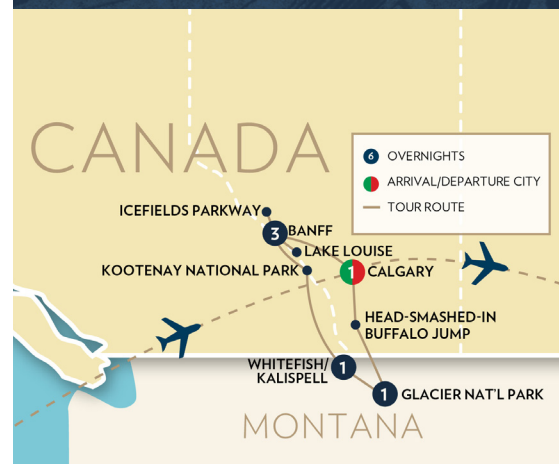 CANADA
6 OVERNIGHTS
ARRIVAL/DEPARTURE CITY
TOUR ROUTE
ICEFIELDS PARKWAY
3 BANFF
LAKE LOUISE
KOOTENAY NATIONAL PARK
1 CALGARY
HEAD-SMASHED-IN
BUFFALO JUMP
WHITEFISH/
KALISPELL
1
1 GLACIER NAT'L PARK
MONTANA